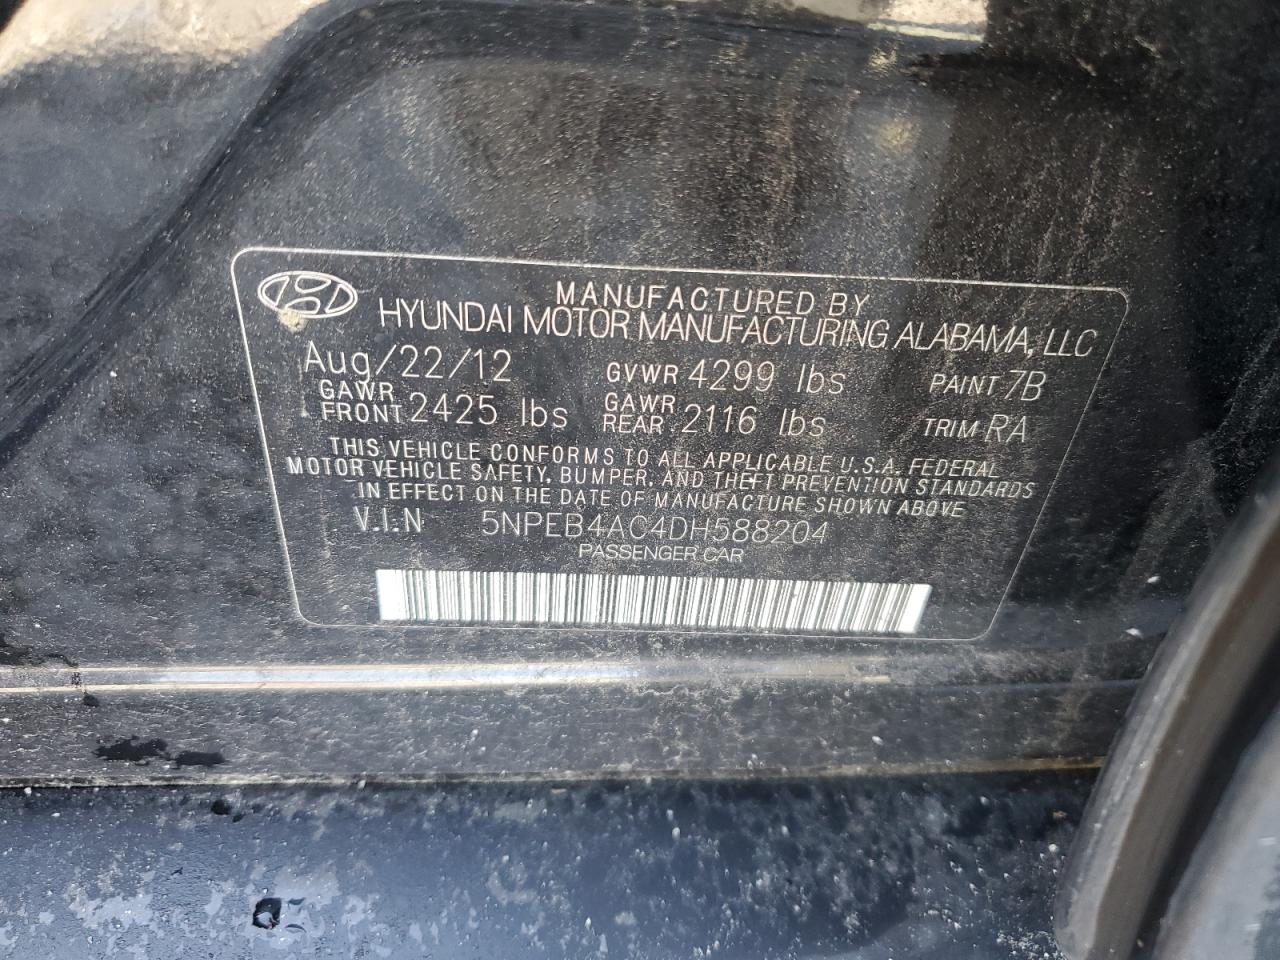 MANUFACTURED BY
HYUNDAI MOTOR MANUFACTURING ALABAMA, LLC
Aug/22/12 GVWR 4299 lbs PAINT 7B
GAWR FRONT 2425 lbs GAWR REAR 2116 lbs TRIM RA
THIS VEHICLE CONFORMS TO ALL APPLICABLE U.S.A. FEDERAL
MOTOR VEHICLE SAFETY, BUMPER, AND THEFT PREVENTION STANDARDS
IN EFFECT ON THE DATE OF MANUFACTURE SHOWN ABOVE
V.I.N 5NPEB4AC4DH588204
PASSENGER CAR